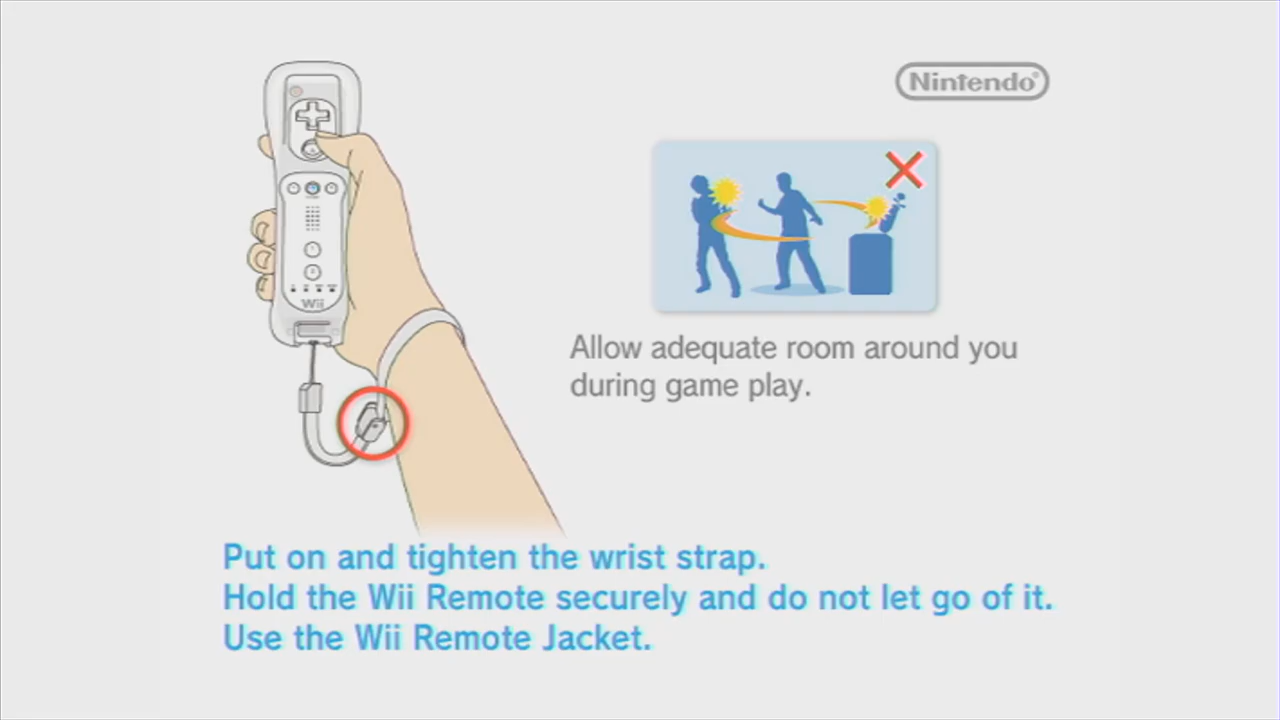 Nintendo®
Wii
Allow adequate room around you
during game play.
Put on and tighten the wrist strap.
Hold the Wii Remote securely and do not let go of it.
Use the Wii Remote Jacket.